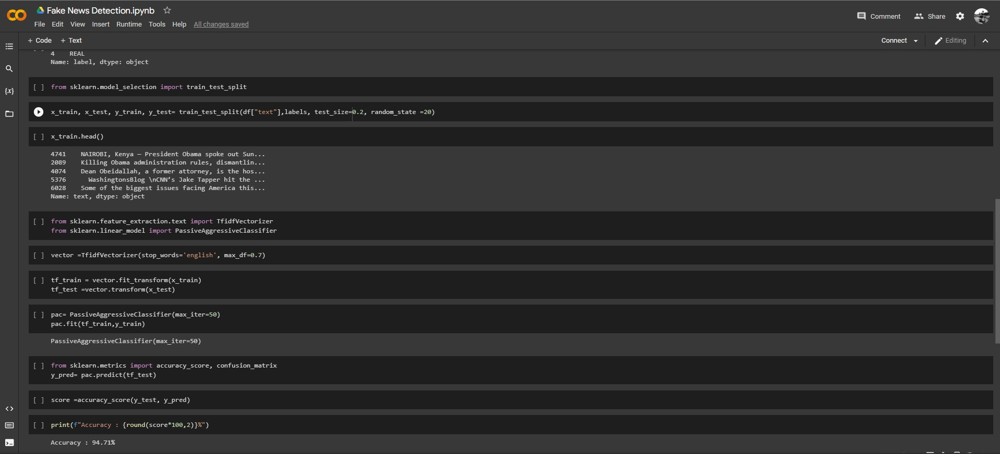 Fake News Detection.ipynb
File Edit View Insert Runtime Tools Help All changes saved
Comment Share
+ Code + Text
Connect Editing
4 REAL
Name: label, dtype: object
[ ] from sklearn.model_selection import train_test_split
x_train, x_test, y_train, y_test= train_test_split(df["text"],labels, test_size=0.2, random_state =20)
[ ] x_train.head()
4741 NAIROBI, Kenya — President Obama spoke out Sun...
2089 Killing Obama administration rules, dismantlin...
4074 Dean Obeidallah, a former attorney, is the hos...
5376 WashingtonsBlog \nCNN’s Jake Tapper hit the ...
6028 Some of the biggest issues facing America this...
Name: text, dtype: object
[ ] from sklearn.feature_extraction.text import TfidfVectorizer
from sklearn.linear_model import PassiveAggressiveClassifier
[ ] vector =TfidfVectorizer(stop_words='english', max_df=0.7)
[ ] tf_train = vector.fit_transform(x_train)
tf_test =vector.transform(x_test)
[ ] pac= PassiveAggressiveClassifier(max_iter=50)
pac.fit(tf_train,y_train)
PassiveAggressiveClassifier(max_iter=50)
[ ] from sklearn.metrics import accuracy_score, confusion_matrix
y_pred= pac.predict(tf_test)
[ ] score =accuracy_score(y_test, y_pred)
[ ] print(f"Accuracy : {round(score*100,2)}%")
Accuracy : 94.71%